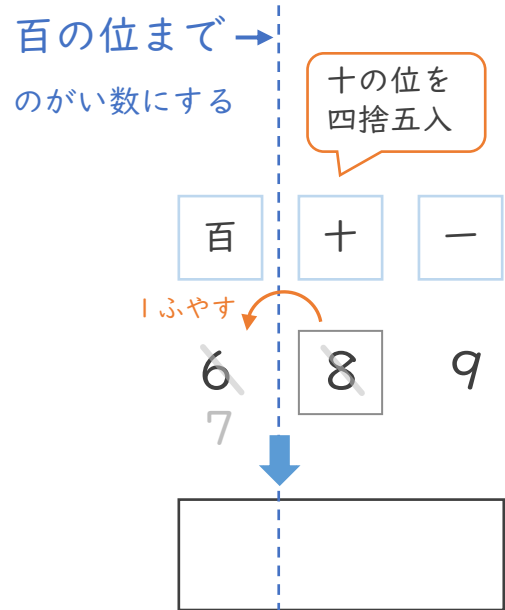 百の位まで
のがい数にする
十の位を
四捨五入
百 十 一
1ふやす
6 8 9
7